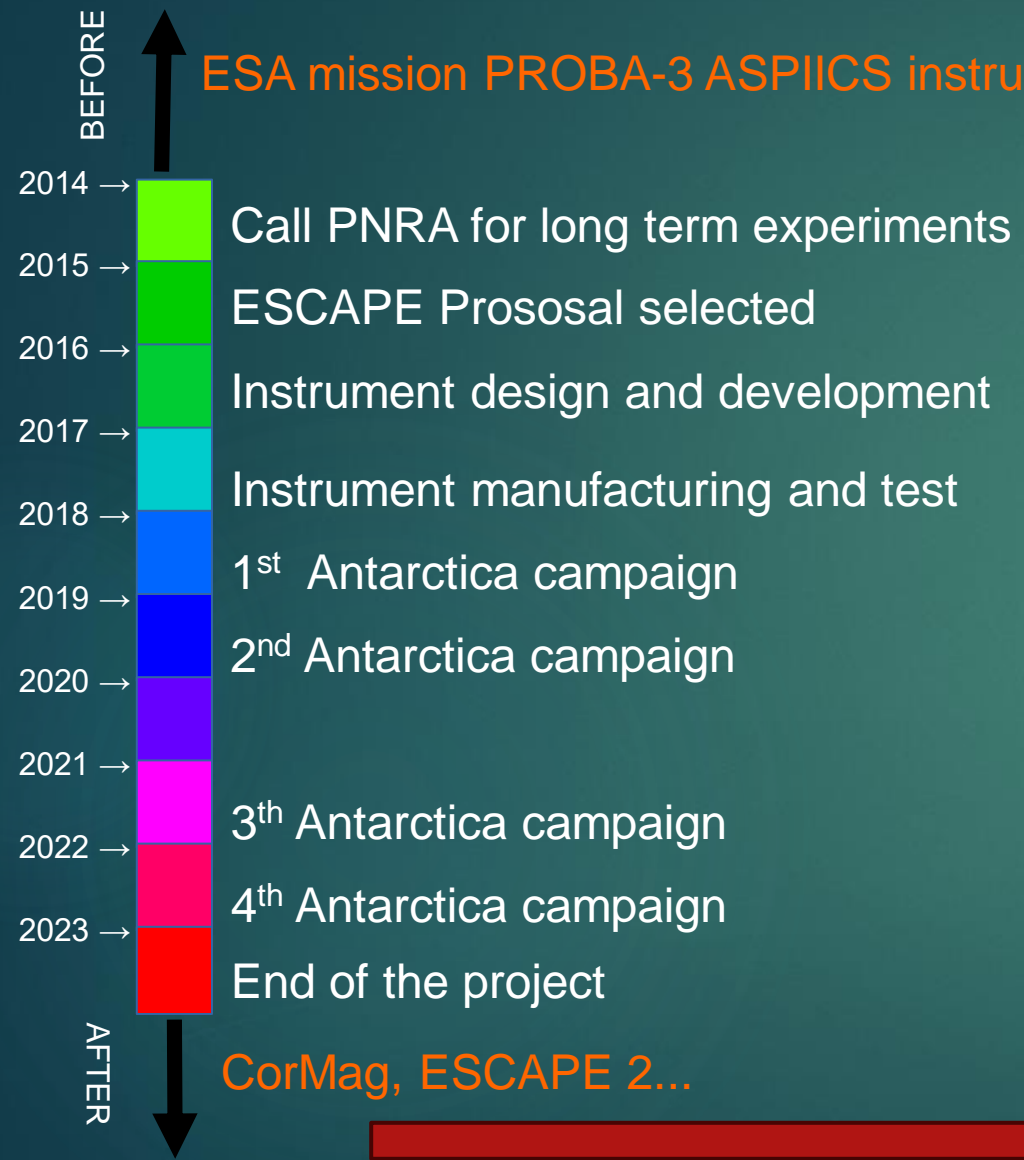 BEFORE
ESA mission PROBA-3 ASPIICS instru
2014 →
Call PNRA for long term experiments
2015 →
ESCAPE Prososal selected
2016 →
Instrument design and development
2017 →
Instrument manufacturing and test
2018 →
1st Antarctica campaign
2019 →
2nd Antarctica campaign
2020 →
2021 →
3th Antarctica campaign
2022 →
4th Antarctica campaign
2023 →
End of the project
AFTER
CorMag, ESCAPE 2...